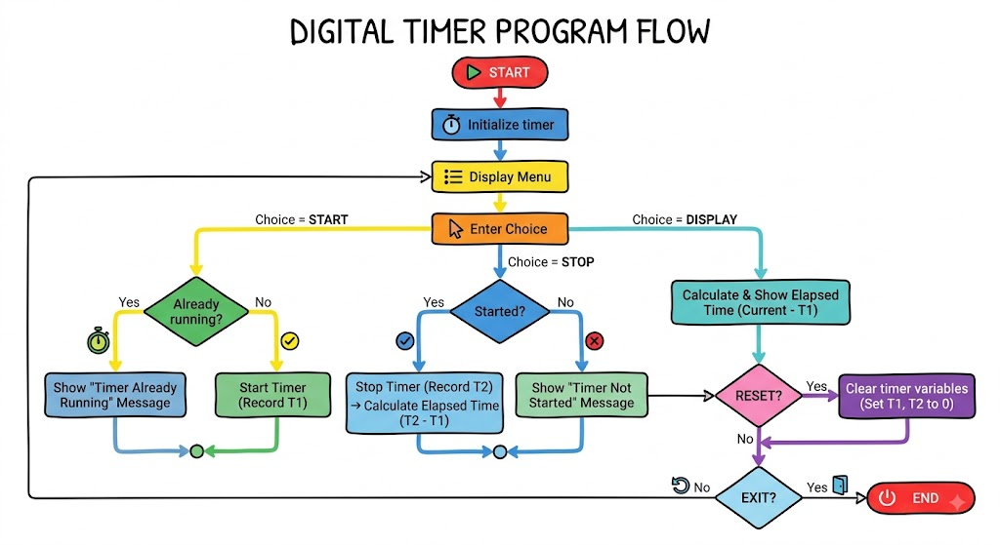 DIGITAL TIMER PROGRAM FLOW
START
Initialize timer
Display Menu
Enter Choice
Choice = START
Choice = DISPLAY
Choice = STOP
Already
running?
Yes
No
Show "Timer Already
Running" Message
Start Timer
(Record T1)
Started?
Yes
No
Stop Timer (Record T2)
→ Calculate Elapsed Time
(T2 - T1)
Show "Timer Not
Started" Message
Calculate & Show Elapsed
Time (Current - T1)
RESET?
Yes
Clear timer variables
(Set T1, T2 to 0)
No
EXIT?
No
Yes
END